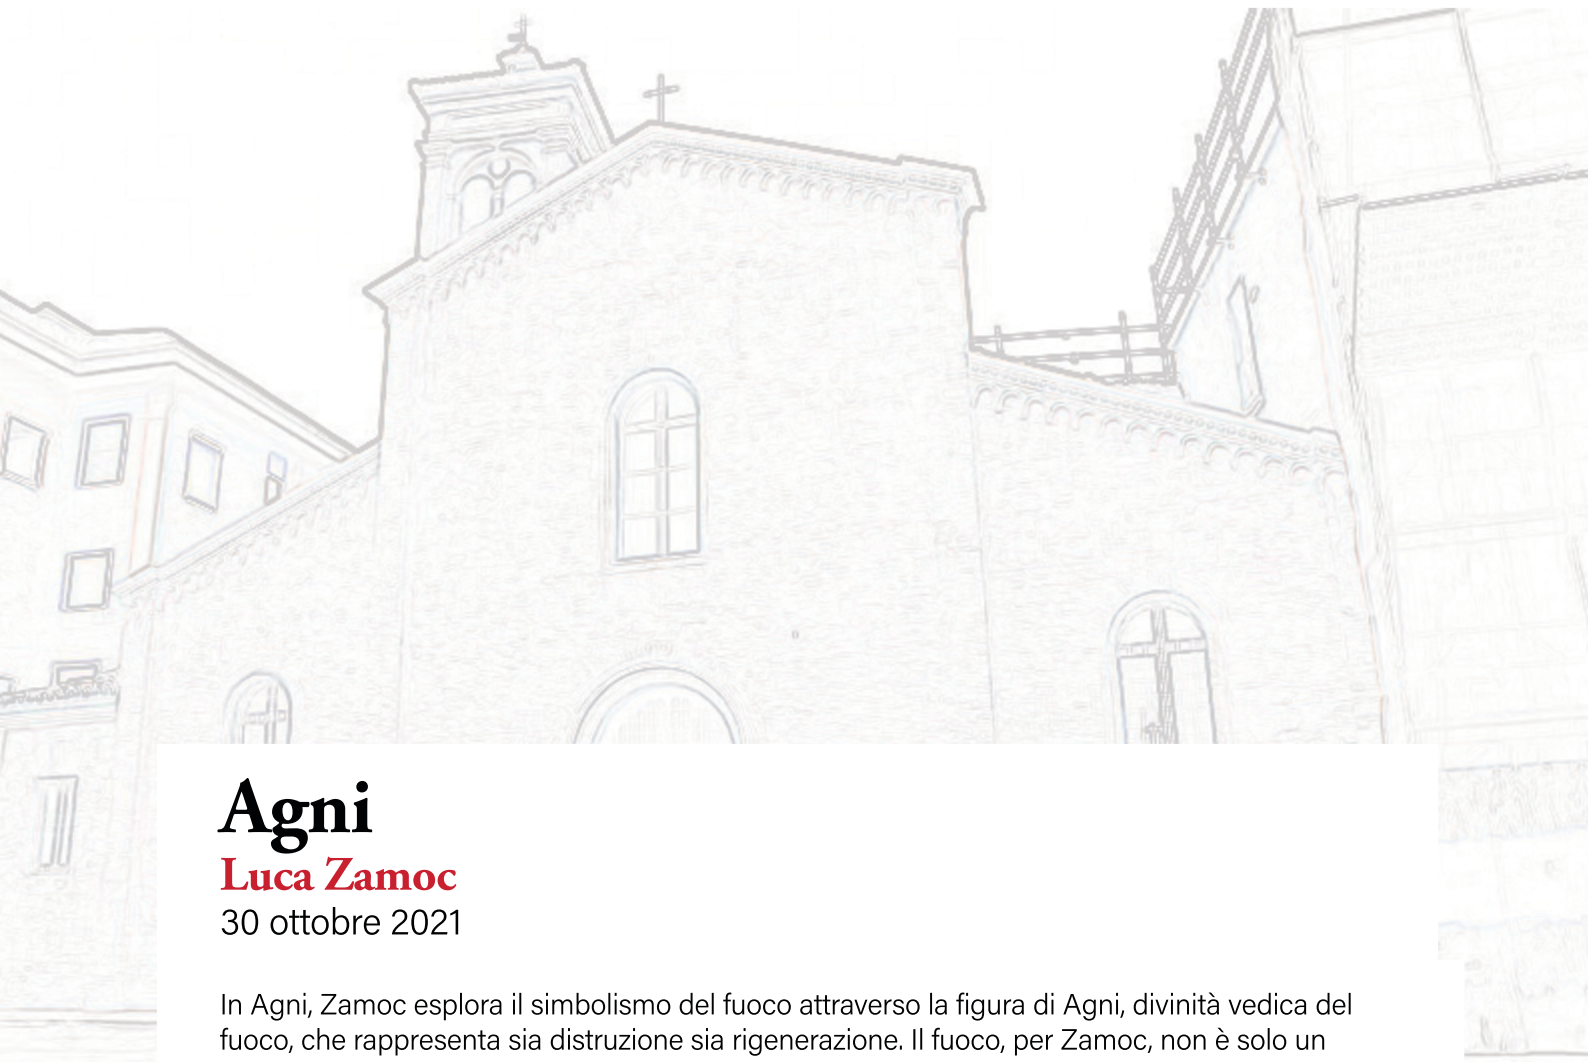 Agni
Luca Zamoc
30 ottobre 2021
In Agni, Zamoc esplora il simbolismo del fuoco attraverso la figura di Agni, divinità vedica del
fuoco, che rappresenta sia distruzione sia rigenerazione. Il fuoco, per Zamoc, non è solo un